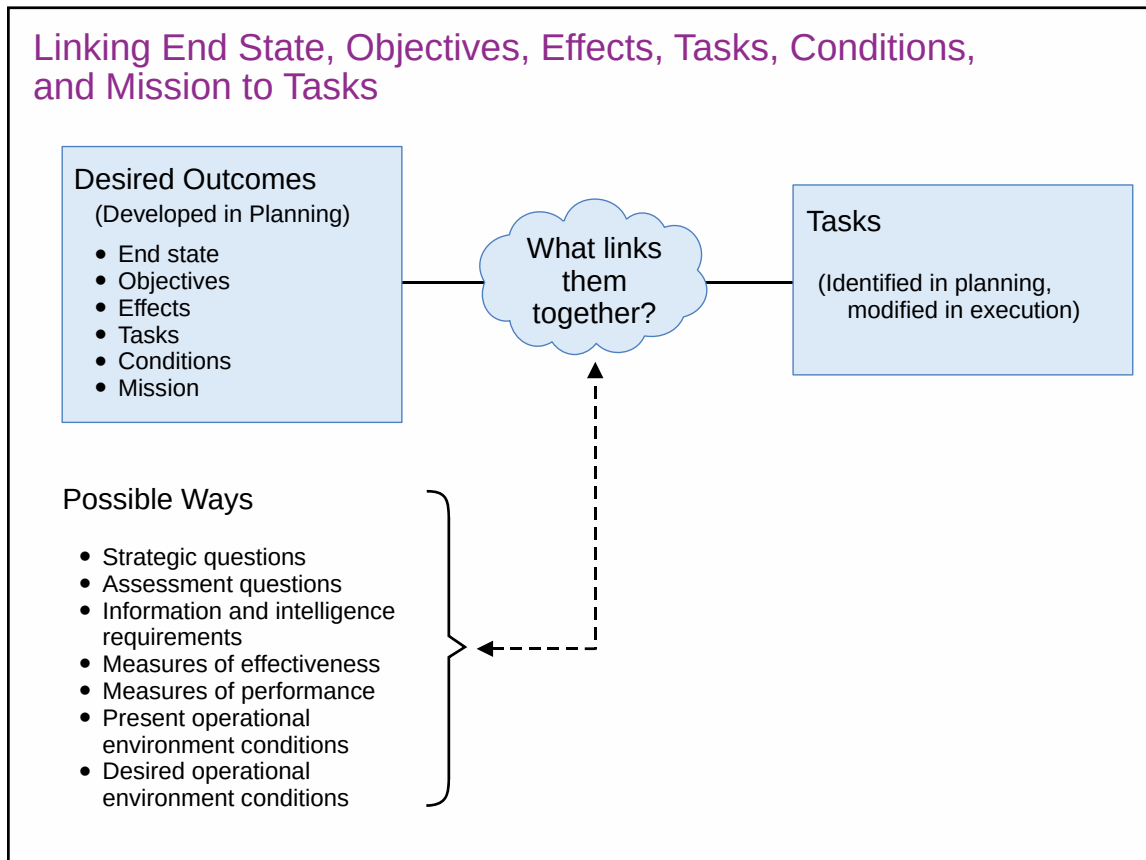 Linking End State, Objectives, Effects, Tasks, Conditions,
and Mission to Tasks
Desired Outcomes
(Developed in Planning)
• End state
• Objectives
• Effects
• Tasks
• Conditions
• Mission
What links
them
together?
Tasks
(Identified in planning,
modified in execution)
Possible Ways
• Strategic questions
• Assessment questions
• Information and intelligence
requirements
• Measures of effectiveness
• Measures of performance
• Present operational
environment conditions
• Desired operational
environment conditions